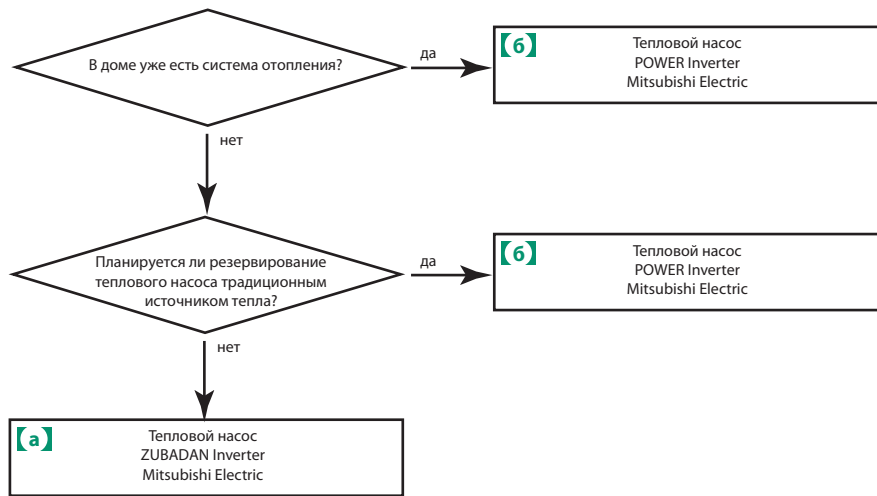 В доме уже есть система отопления?
да
【б】
Тепловой насос
POWER Inverter
Mitsubishi Electric
нет
Планируется ли резервирование
теплового насоса традиционным
источником тепла?
да
【б】
Тепловой насос
POWER Inverter
Mitsubishi Electric
нет
【а】
Тепловой насос
ZUBADAN Inverter
Mitsubishi Electric